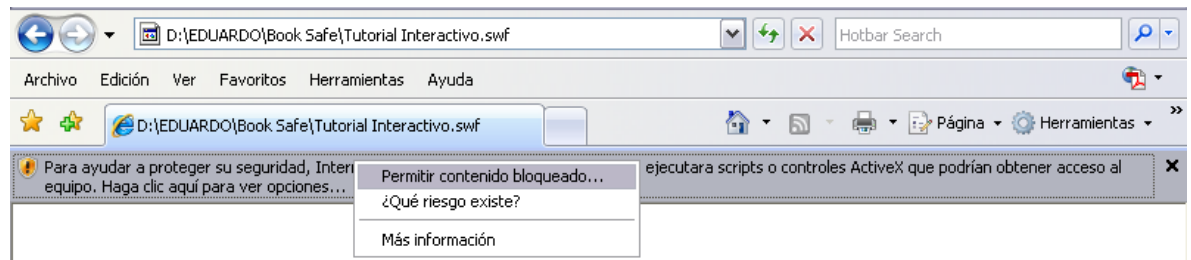 D:\EDUARDO\Book Safe\Tutorial Interactivo.swf
Hotbar Search
Archivo Edición Ver Favoritos Herramientas Ayuda
D:\EDUARDO\Book Safe\Tutorial Interactivo.swf
Página Herramientas »
Para ayudar a proteger su seguridad, ejecutara scripts o controles ActiveX que podrían obtener acceso al
equipo. Haga clic aquí para ver opciones...
Permitir contenido bloqueado...
¿Qué riesgo existe?
Más información